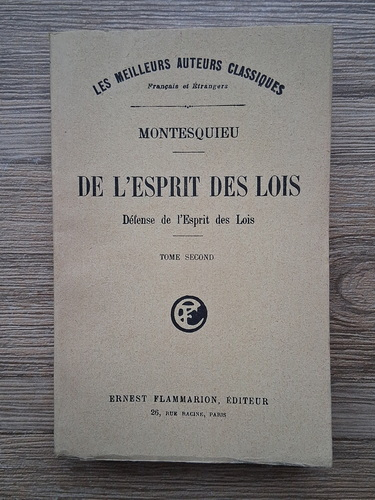 LES MEILLEURS AUTEURS CLASSIQUES
Français et Étrangers
MONTESQUIEU
DE L'ESPRIT DES LOIS
Défense de l'Esprit des Lois
TOME SECOND
ERNEST FLAMMARION, ÉDITEUR
26, RUE RACINE, PARIS